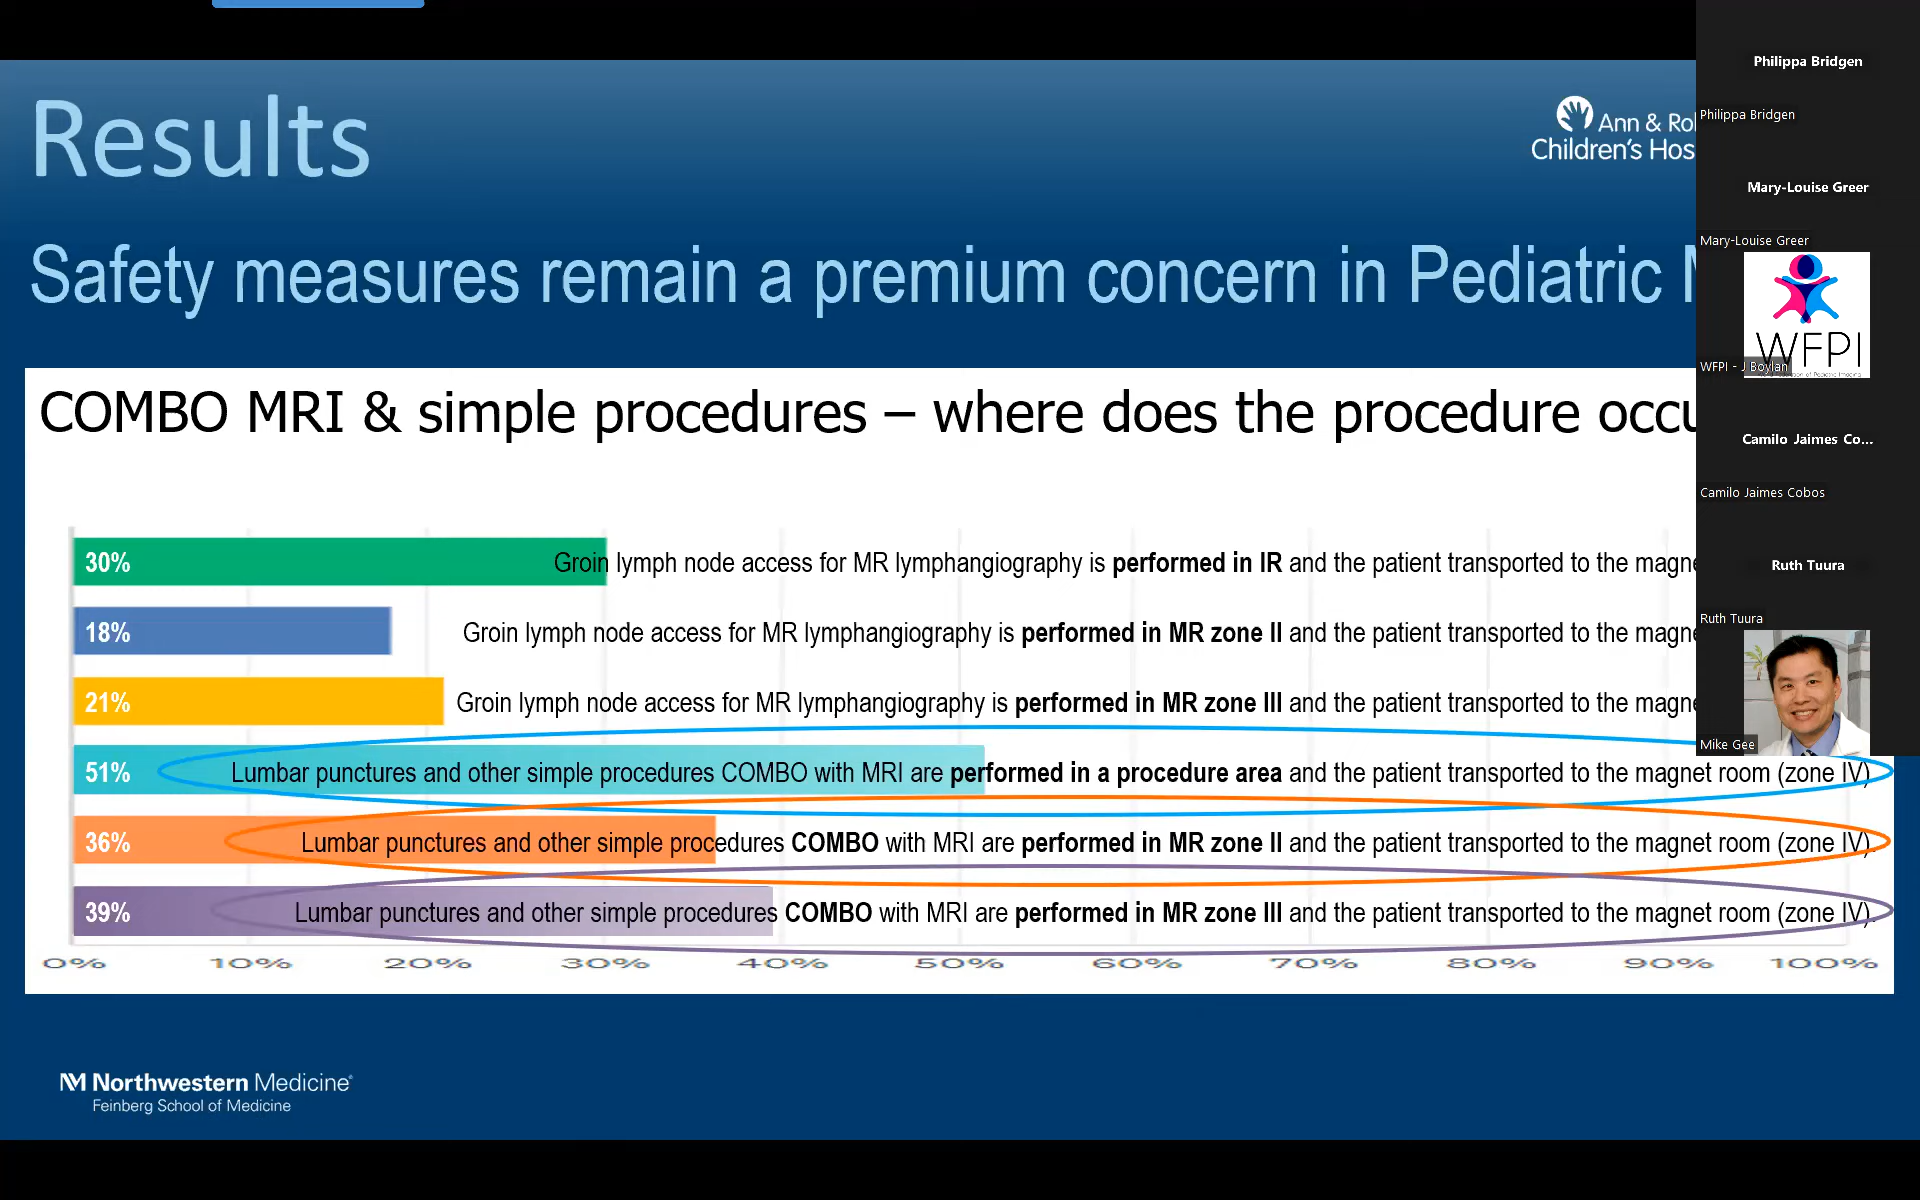 Results
Ann & Ro
Children's Hos
Safety measures remain a premium concern in Pediatric
COMBO MRI & simple procedures – where does the procedure occu
30% Groin lymph node access for MR lymphangiography is performed in IR and the patient transported to the magne
18% Groin lymph node access for MR lymphangiography is performed in MR zone II and the patient transported to the magne
21% Groin lymph node access for MR lymphangiography is performed in MR zone III and the patient transported to the magne
51% Lumbar punctures and other simple procedures COMBO with MRI are performed in a procedure area and the patient transported to the magnet room (zone IV)
36% Lumbar punctures and other simple procedures COMBO with MRI are performed in MR zone II and the patient transported to the magnet room (zone IV).
39% Lumbar punctures and other simple procedures COMBO with MRI are performed in MR zone III and the patient transported to the magnet room (zone IV).
0% 10% 20% 30% 40% 50% 60% 70% 80% 90% 100%
Northwestern Medicine
Feinberg School of Medicine
Philippa Bridgen
Philippa Bridgen
Mary-Louise Greer
Mary-Louise Greer
WFPI
WFPI - J Boylan
Camilo Jaimes Co...
Camilo Jaimes Cobos
Ruth Tuura
Ruth Tuura
Mike Gee